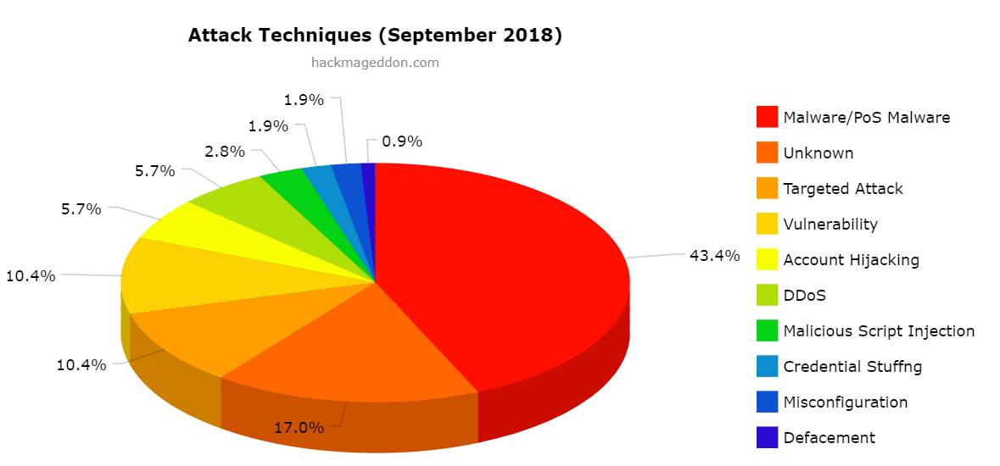 Attack Techniques (September 2018)
hackmageddon.com
1.9%
1.9%
0.9%
2.8%
5.7%
5.7%
10.4%
10.4%
17.0%
43.4%
Malware/PoS Malware
Unknown
Targeted Attack
Vulnerability
Account Hijacking
DDoS
Malicious Script Injection
Credential Stuffng
Misconfiguration
Defacement